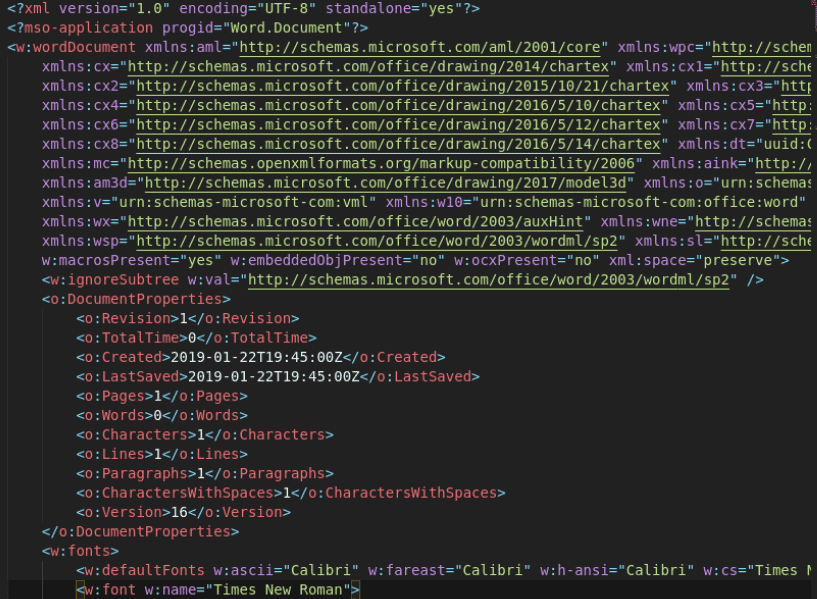 <?xml version="1.0" encoding="UTF-8" standalone="yes"?>
<?mso-application progid="Word.Document"?>
<w:wordDocument xmlns:aml="http://schemas.microsoft.com/aml/2001/core" xmlns:wpc="http://schem
xmlns:cx="http://schemas.microsoft.com/office/drawing/2014/chartex" xmlns:cx1="http://sche
xmlns:cx2="http://schemas.microsoft.com/office/drawing/2015/10/21/chartex" xmlns:cx3="http
xmlns:cx4="http://schemas.microsoft.com/office/drawing/2016/5/10/chartex" xmlns:cx5="http:
xmlns:cx6="http://schemas.microsoft.com/office/drawing/2016/5/12/chartex" xmlns:cx7="http:
xmlns:cx8="http://schemas.microsoft.com/office/drawing/2016/5/14/chartex" xmlns:dt="uuid:C
xmlns:mc="http://schemas.openxmlformats.org/markup-compatibility/2006" xmlns:aink="http://
xmlns:am3d="http://schemas.microsoft.com/office/drawing/2017/model3d" xmlns:o="urn:schemas
xmlns:v="urn:schemas-microsoft-com:vml" xmlns:w10="urn:schemas-microsoft-com:office:word"
xmlns:wx="http://schemas.microsoft.com/office/word/2003/auxHint" xmlns:wne="http://schemas
xmlns:wsp="http://schemas.microsoft.com/office/word/2003/wordml/sp2" xmlns:sl="http://sche
w:macrosPresent="yes" w:embeddedObjPresent="no" w:ocxPresent="no" xml:space="preserve">
<w:ignoreSubtree w:val="http://schemas.microsoft.com/office/word/2003/wordml/sp2" />
<o:DocumentProperties>
<o:Revision>1</o:Revision>
<o:TotalTime>0</o:TotalTime>
<o:Created>2019-01-22T19:45:00Z</o:Created>
<o:LastSaved>2019-01-22T19:45:00Z</o:LastSaved>
<o:Pages>1</o:Pages>
<o:Words>0</o:Words>
<o:Characters>1</o:Characters>
<o:Lines>1</o:Lines>
<o:Paragraphs>1</o:Paragraphs>
<o:CharactersWithSpaces>1</o:CharactersWithSpaces>
<o:Version>16</o:Version>
</o:DocumentProperties>
<w:fonts>
<w:defaultFonts w:ascii="Calibri" w:fareast="Calibri" w:h-ansi="Calibri" w:cs="Times N
<w:font w:name="Times New Roman">